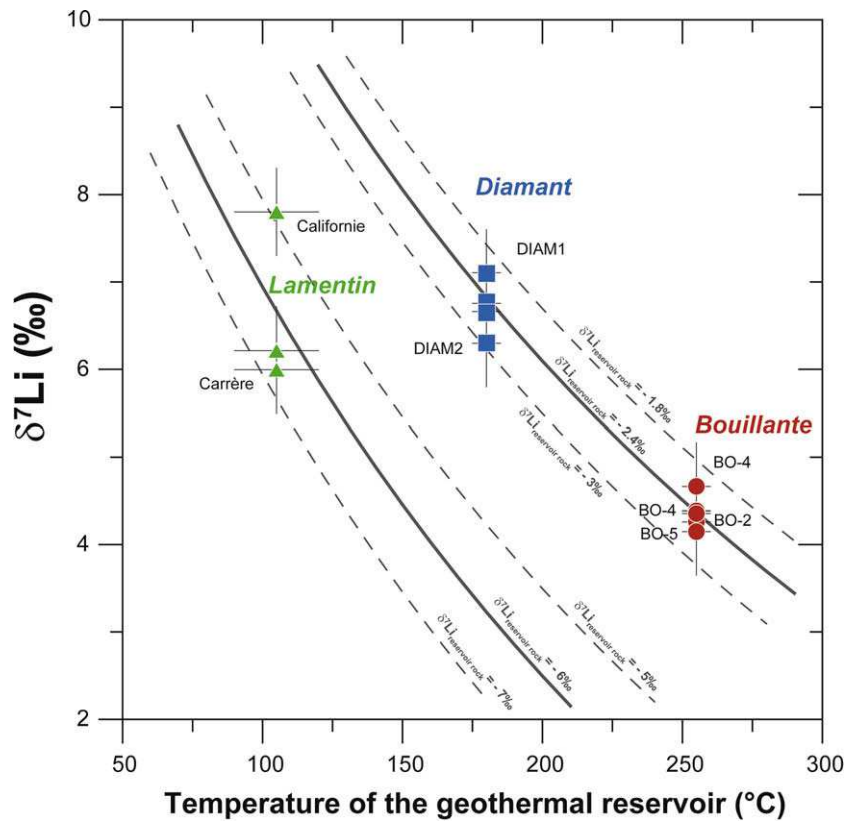 10
8
6
4
2
δ⁷Li (‰)
Diamant
DIAM1
Californie
Lamentin
DIAM2
Carrère
δ⁷Li reservoir rock = - 1.8‰
δ⁷Li reservoir rock = - 2.4‰
δ⁷Li reservoir rock = - 3‰
Bouillante
BO-4
BO-4
BO-2
BO-5
δ⁷Li reservoir rock = - 5‰
δ⁷Li reservoir rock = - 6‰
δ⁷Li reservoir rock = - 7‰
50 100 150 200 250 300
Temperature of the geothermal reservoir (°C)